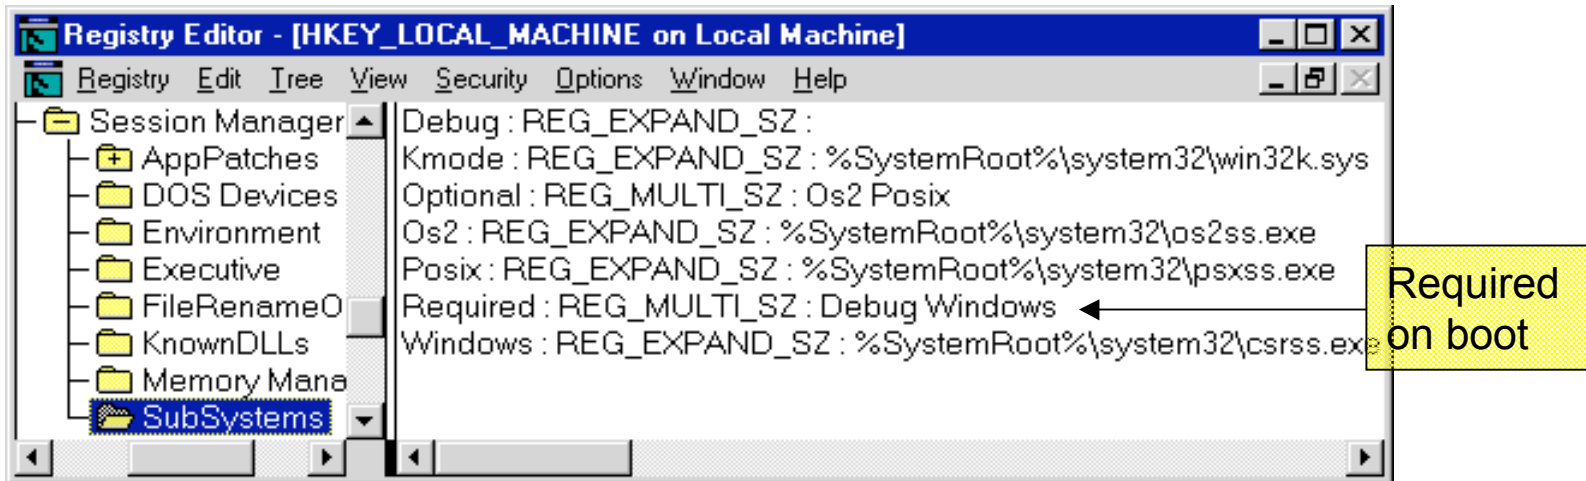 Registry Editor - [HKEY_LOCAL_MACHINE on Local Machine]
Registry Edit Tree View Security Options Window Help
Session Manager
AppPatches
DOS Devices
Environment
Executive
FileRenameO
KnownDLLs
Memory Mana
SubSystems
Debug : REG_EXPAND_SZ :
Kmode : REG_EXPAND_SZ : %SystemRoot%\system32\win32k.sys
Optional : REG_MULTI_SZ : Os2 Posix
Os2 : REG_EXPAND_SZ : %SystemRoot%\system32\os2ss.exe
Posix : REG_EXPAND_SZ : %SystemRoot%\system32\psxss.exe
Required : REG_MULTI_SZ : Debug Windows
Windows : REG_EXPAND_SZ : %SystemRoot%\system32\csrss.exe
Required
on boot